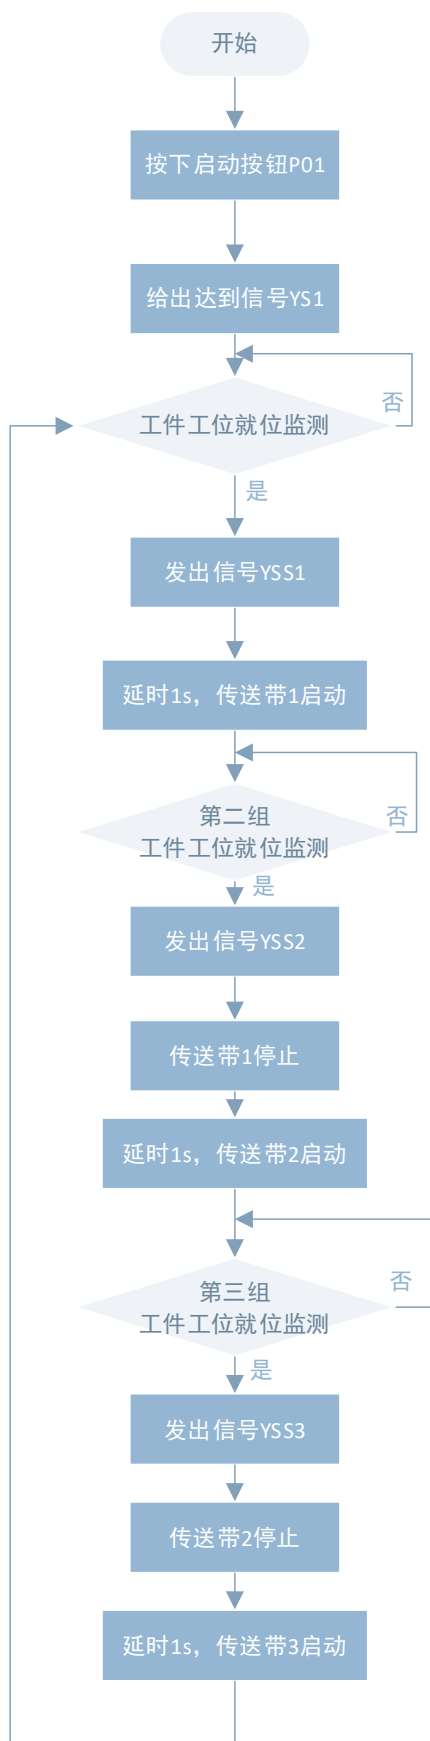 开始
按下启动按钮P01
给出达到信号YS1
否
工件工位就位监测
是
发出信号YSS1
延时1s，传送带1启动
第二组
否
工件工位就位监测
是
发出信号YSS2
传送带1停止
延时1s，传送带2启动
第三组
否
工件工位就位监测
是
发出信号YSS3
传送带2停止
延时1s，传送带3启动